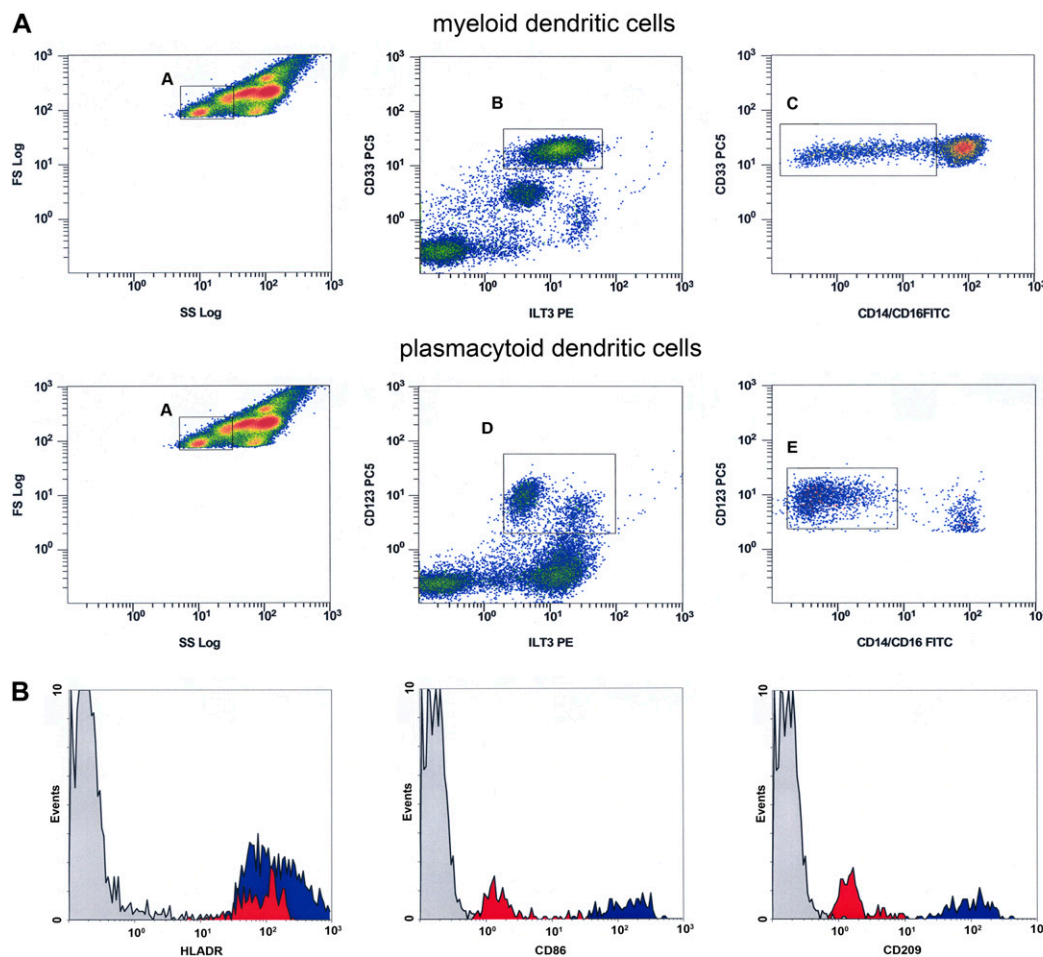 A
myeloid dendritic cells
10³
10²
10¹
10⁰
FS Log
A
10⁰ 10¹ 10² 10³
SS Log
10³
10²
10¹
10⁰
CD33 PC5
B
10⁰ 10¹ 10² 10³
ILT3 PE
10³
10²
10¹
10⁰
CD33 PC5
C
10⁰ 10¹ 10² 10³
CD14/CD16FITC
plasmacytoid dendritic cells
10³
10²
10¹
10⁰
FS Log
A
10⁰ 10¹ 10² 10³
SS Log
10³
10²
10¹
10⁰
CD123 PC5
D
10⁰ 10¹ 10² 10³
ILT3 PE
10³
10²
10¹
10⁰
CD123 PC5
E
10⁰ 10¹ 10² 10³
CD14/CD16 FITC
B
10
Events
0
10⁰ 10¹ 10² 10³
HLADR
10
Events
0
10⁰ 10¹ 10² 10³
CD86
10
Events
0
10⁰ 10¹ 10² 10³
CD209